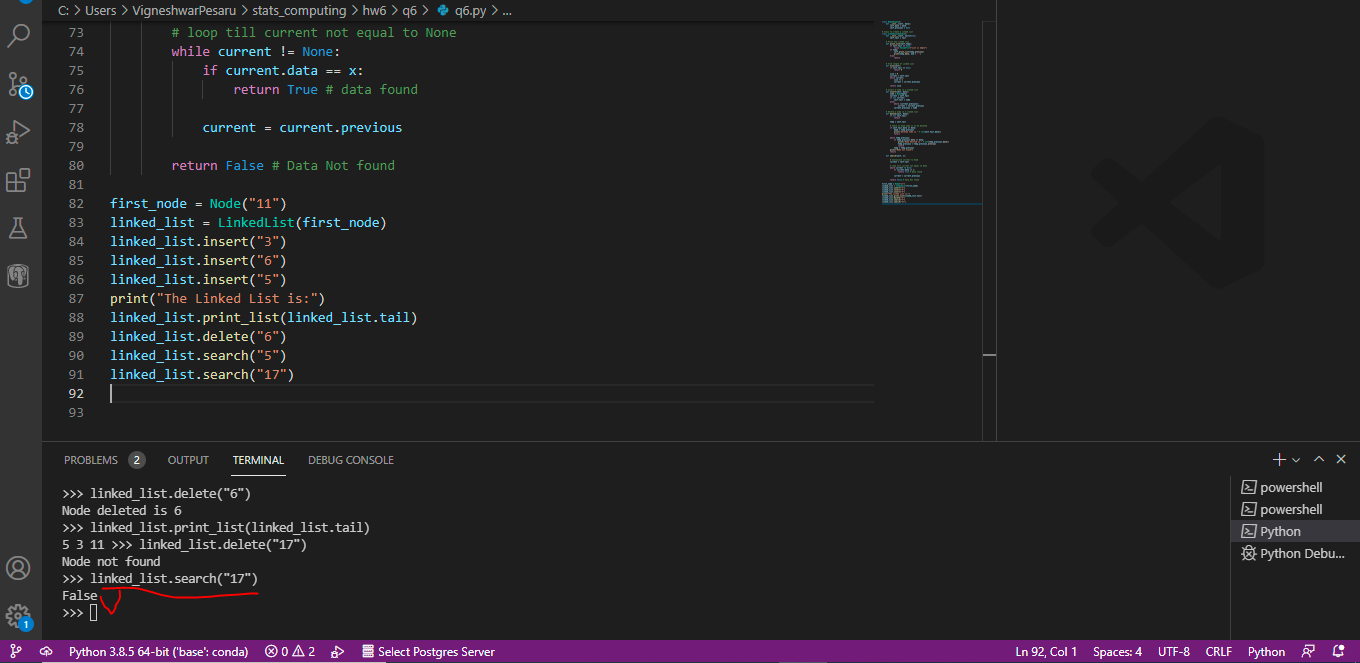 C: > Users > VigneshwarPesaru > stats_computing > hw6 > q6 > q6.py > ...
73 # loop till current not equal to None
74 while current != None:
75 if current.data == x:
76 return True # data found
77
78 current = current.previous
79
80 return False # Data Not found
81
82 first_node = Node("11")
83 linked_list = LinkedList(first_node)
84 linked_list.insert("3")
85 linked_list.insert("6")
86 linked_list.insert("5")
87 print("The Linked List is:")
88 linked_list.print_list(linked_list.tail)
89 linked_list.delete("6")
90 linked_list.search("5")
91 linked_list.search("17")
92
93
PROBLEMS 2 OUTPUT TERMINAL DEBUG CONSOLE
>>> linked_list.delete("6")
Node deleted is 6
>>> linked_list.print_list(linked_list.tail)
5 3 11 >>> linked_list.delete("17")
Node not found
>>> linked_list.search("17")
False
>>>
powershell
powershell
Python
Python Debu...
1
Python 3.8.5 64-bit ('base': conda) 0 2 Select Postgres Server Ln 92, Col 1 Spaces: 4 UTF-8 CRLF Python